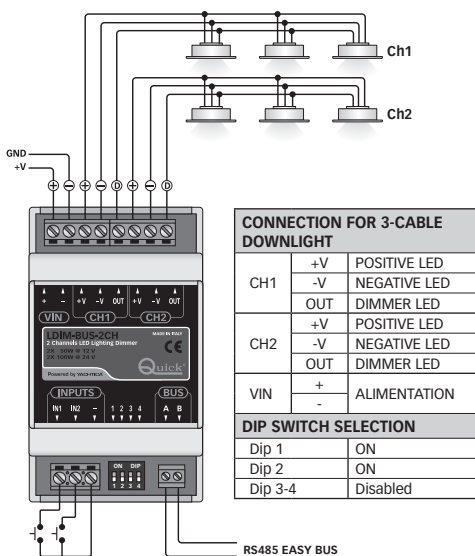 Ch1
Ch2
GND
+V
+ - + - D + - D
+ - +V -V OUT +V -V OUT
VIN CH1 CH2
LDIM-BUS-2CH
MADE IN ITALY
2 Channels LED Lighting Dimmer
2X 50W @ 12 V
2X 100W @ 24 V
CE
Quick®
Powered by TECHTICA
INPUTS BUS
IN1 IN2 - 1 2 3 4 A B
ON DIP
1 2 3 4
RS485 EASY BUS
CONNECTION FOR 3-CABLE
DOWNLIGHT
CH1
+V POSITIVE LED
-V NEGATIVE LED
OUT DIMMER LED
CH2
+V POSITIVE LED
-V NEGATIVE LED
OUT DIMMER LED
VIN
+
-
ALIMENTATION
DIP SWITCH SELECTION
Dip 1 ON
Dip 2 ON
Dip 3-4 Disabled